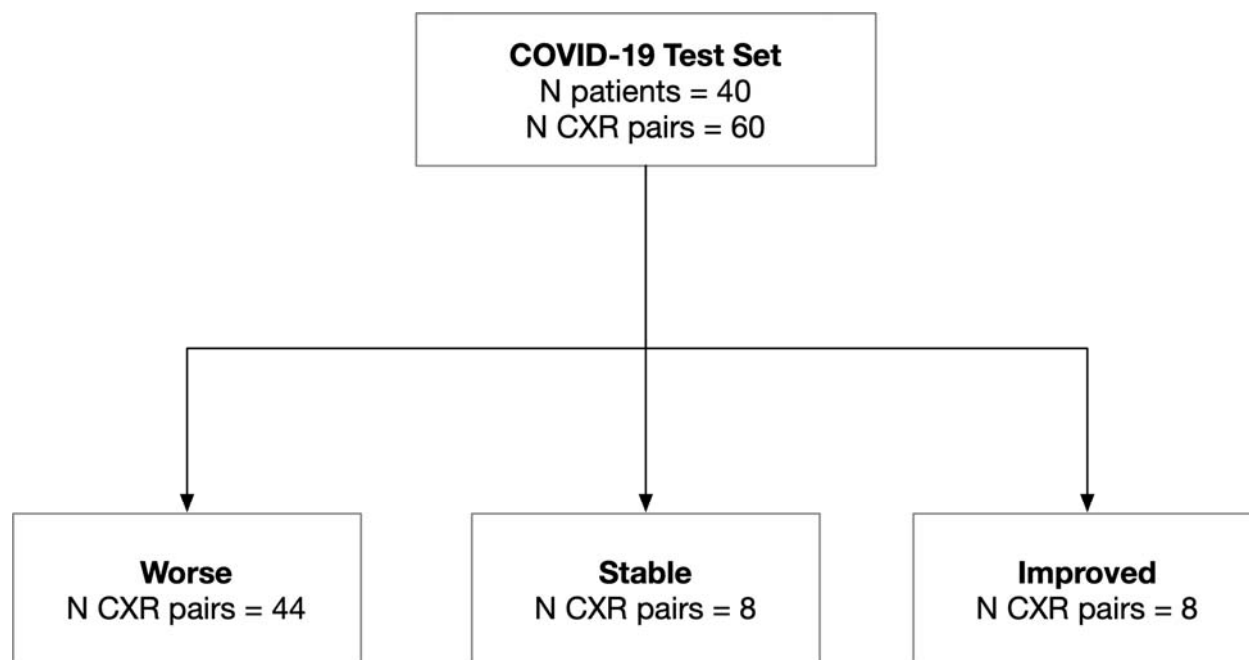 COVID-19 Test Set
N patients = 40
N CXR pairs = 60
Worse
N CXR pairs = 44
Stable
N CXR pairs = 8
Improved
N CXR pairs = 8